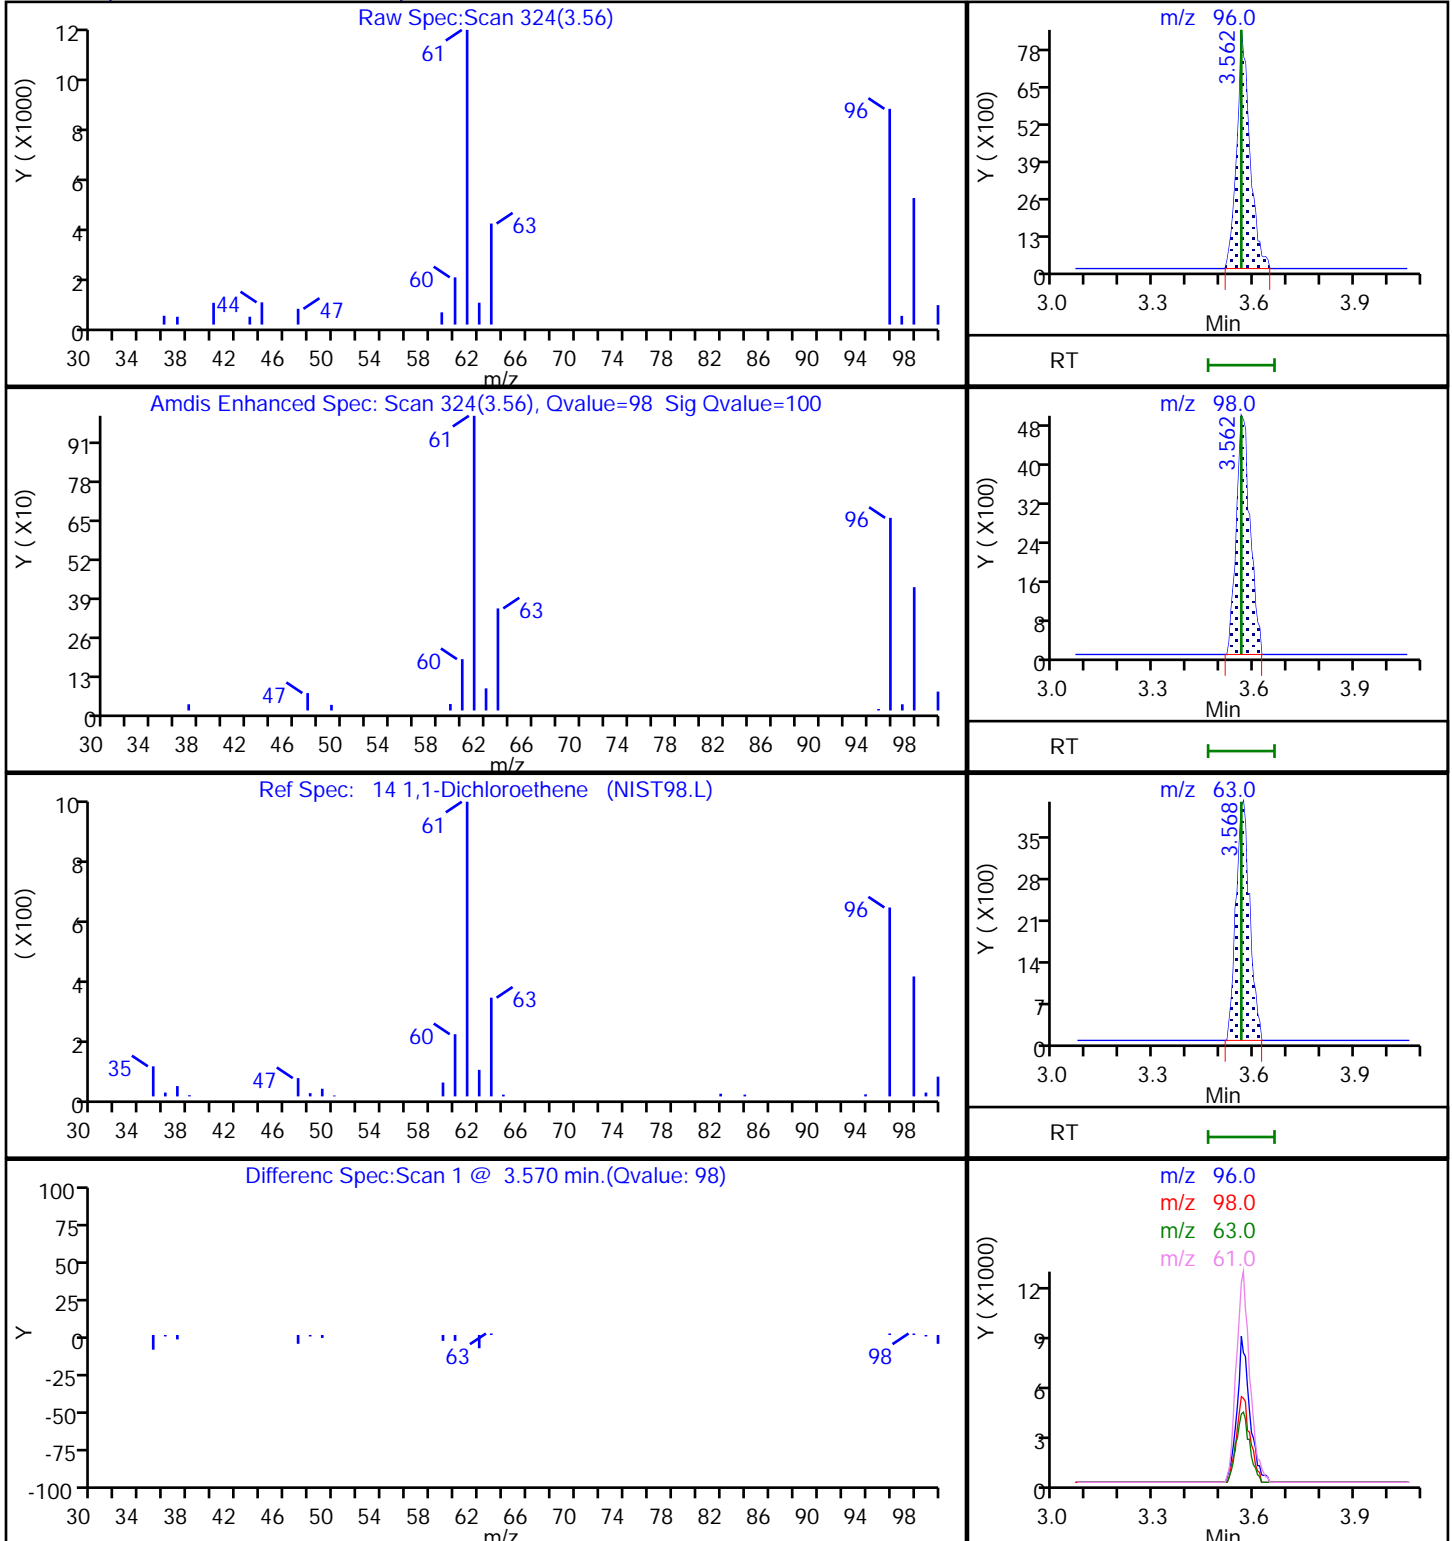 Raw Spec:Scan 324(3.56)
12
10
8
6
4
2
0
Y ( X1000)
61
96
63
60
44
47
30 34 38 42 46 50 54 58 62 66 70 74 78 82 86 90 94 98
m/z
m/z 96.0
78
65
52
39
26
13
0
Y ( X100)
3.562
3.0 3.3 3.6 3.9
Min
RT
Amdis Enhanced Spec: Scan 324(3.56), Qvalue=98 Sig Qvalue=100
91
78
65
52
39
26
13
0
Y ( X10)
61
96
63
60
47
30 34 38 42 46 50 54 58 62 66 70 74 78 82 86 90 94 98
m/z
m/z 98.0
48
40
32
24
16
8
0
Y ( X100)
3.562
3.0 3.3 3.6 3.9
Min
RT
Ref Spec: 14 1,1-Dichloroethene (NIST98.L)
10
8
6
4
2
0
( X100)
61
96
63
60
35
47
30 34 38 42 46 50 54 58 62 66 70 74 78 82 86 90 94 98
m/z 63.0
35
28
21
14
7
0
Y ( X100)
3.568
3.0 3.3 3.6 3.9
Min
RT
Differenc Spec:Scan 1 @ 3.570 min.(Qvalue: 98)
100
75
50
25
0
-25
-50
-75
-100
Y
63
98
30 34 38 42 46 50 54 58 62 66 70 74 78 82 86 90 94 98
m/z
m/z 96.0
m/z 98.0
m/z 63.0
m/z 61.0
12
9
6
3
0
Y ( X1000)
3.0 3.3 3.6 3.9
Min